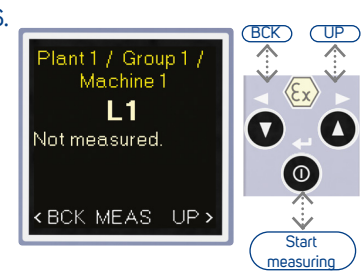 6.
BCK
UP
Plant 1 / Group 1 /
Machine 1
L1
Not measured.
< BCK MEAS UP >
Ex
Start
measuring